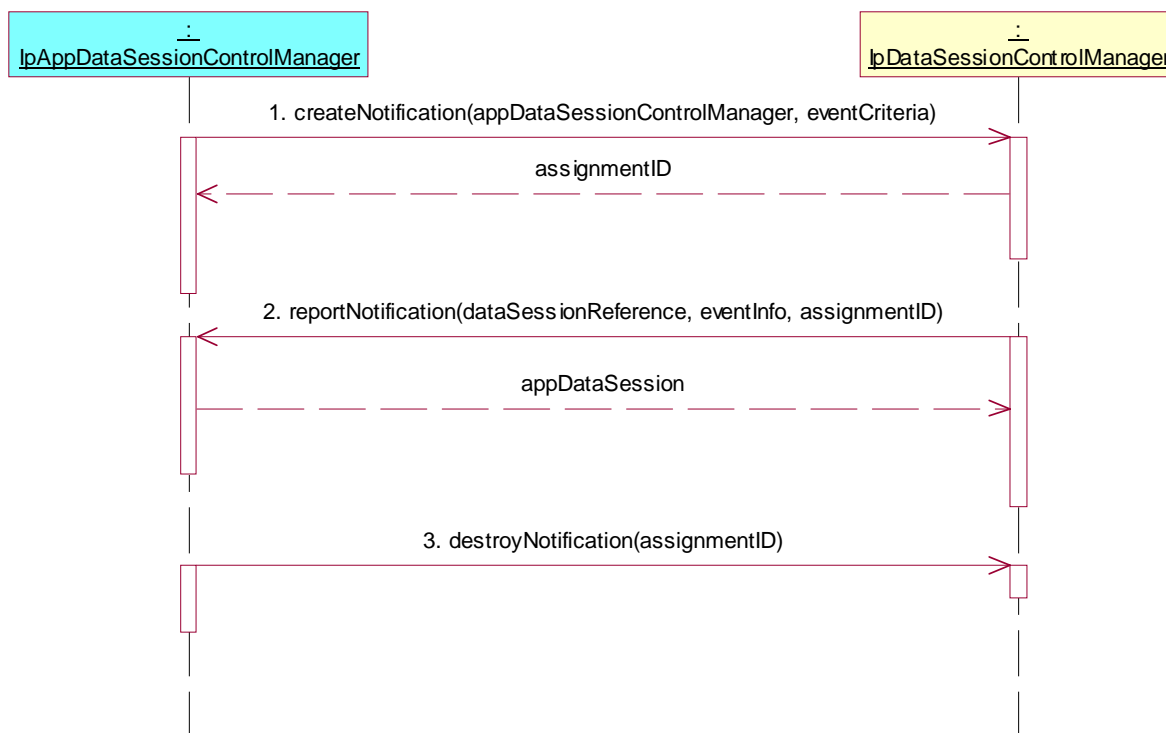 :
IpAppDataSessionControlManager
:
IpDataSessionControlManager
1. createNotification(appDataSessionControlManager, eventCriteria)
assignmentID
2. reportNotification(dataSessionReference, eventInfo, assignmentID)
appDataSession
3. destroyNotification(assignmentID)